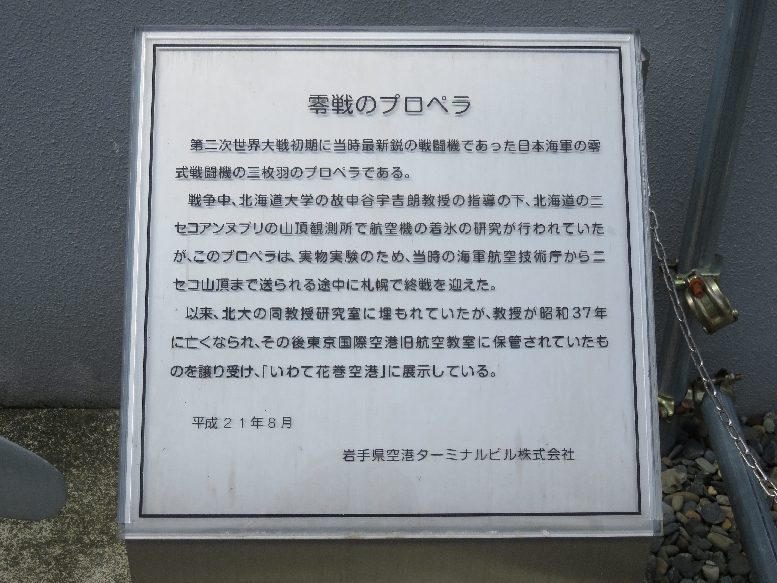 零戦のプロペラ
第二次世界大戦初期に当時最新鋭の戦闘機であった日本海軍の零
式戦闘機の三枚羽のプロペラである。
戦争中、北海道大学の故中谷宇吉朗教授の指導の下、北海道のニ
セコアンヌプリの山頂観測所で航空機の着氷の研究が行われていた
が、このプロペラは、実物実験のため、当時の海軍航空技術庁からニ
セコ山頂まで送られる途中に札幌で終戦を迎えた。
以来、北大の同教授研究室に埋もれていたが、教授が昭和37年
に亡くなられ、その後東京国際空港旧航空教室に保管されていたも
のを譲り受け、「いわて花巻空港」に展示している。
平成21年8月
岩手県空港ターミナルビル株式会社